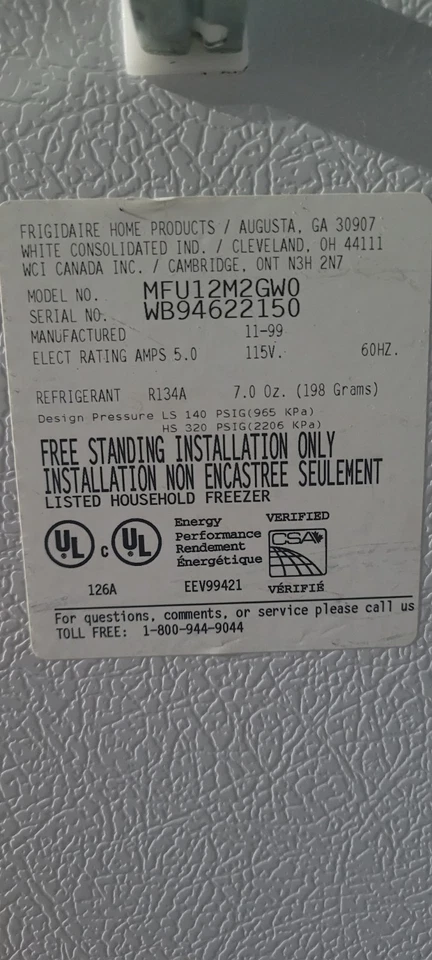 FRIGIDAIRE HOME PRODUCTS / AUGUSTA, GA 30907
WHITE CONSOLIDATED IND. / CLEVELAND, OH 44111
WCI CANADA INC. / CAMBRIDGE, ONT N3H 2N7
MODEL NO. MFU12M2GW0
SERIAL NO. WB94622150
MANUFACTURED 11-99
ELECT RATING AMPS 5.0 115V. 60HZ.
REFRIGERANT R134A 7.0 Oz. (198 Grams)
Design Pressure LS 140 PSIG(965 KPa)
HS 320 PSIG(2206 KPa)
FREE STANDING INSTALLATION ONLY
INSTALLATION NON ENCASTREE SEULEMENT
LISTED HOUSEHOLD FREEZER
UL c UL
126A
Energy
Performance
Rendement
Énergétique
EEV99421
VERIFIED
CSA
VÉRIFIÉ
For questions, comments, or service please call us
TOLL FREE: 1-800-944-9044